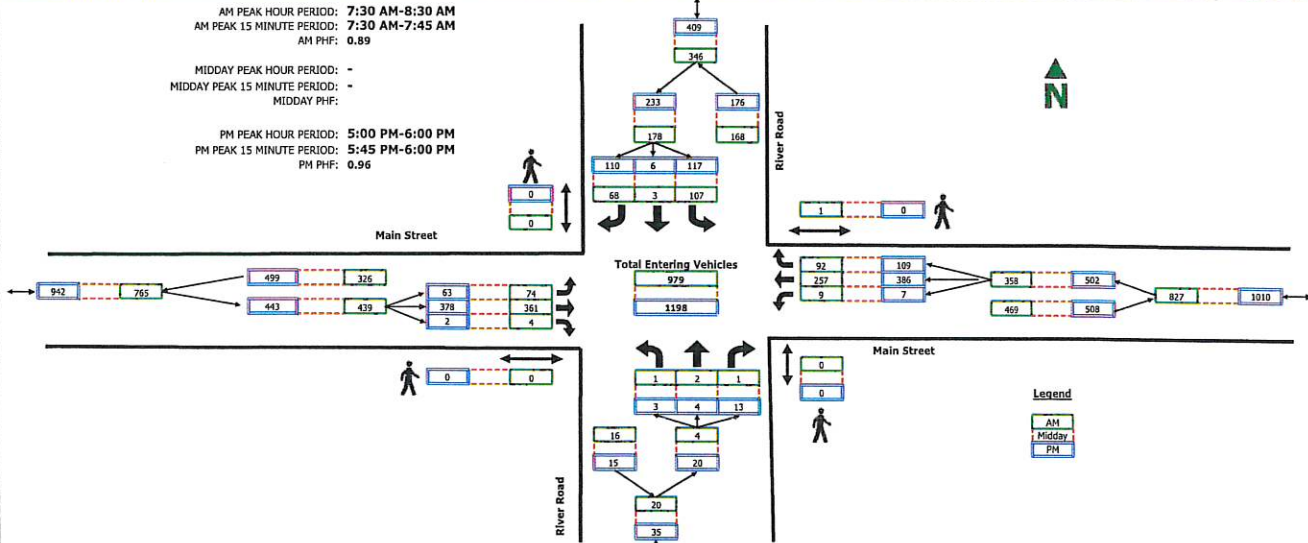 AM PEAK HOUR PERIOD: 7:30 AM-8:30 AM
AM PEAK 15 MINUTE PERIOD: 7:30 AM-7:45 AM
AM PHF: 0.89
MIDDAY PEAK HOUR PERIOD: -
MIDDAY PEAK 15 MINUTE PERIOD: -
MIDDAY PHF:
PM PEAK HOUR PERIOD: 5:00 PM-6:00 PM
PM PEAK 15 MINUTE PERIOD: 5:45 PM-6:00 PM
PM PHF: 0.96
409
346
N
233 176
178 168
River Road
110 6 117
68 3 107
0
0
1 0
Main Street
Total Entering Vehicles
979
1198
942 765
499 326
443 439
63 74
378 361
2 4
92 109
257 386
9 7
358 502
469 508
827 1010
Main Street
0 0
0
0
1 2 1
3 4 13
16 4
15 20
20
35
River Road
Legend
AM
Midday
PM